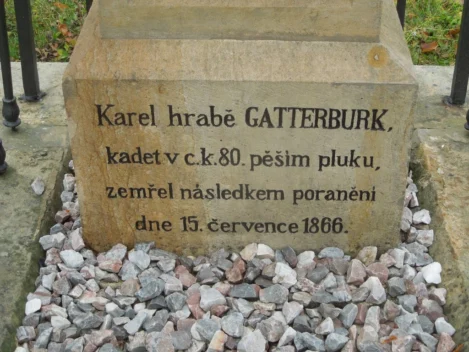 Karel hrabě GATTERBURK,
kadet v c.k. 80. pěším pluku,
zemřel následkem poranění
dne 15. července 1866.